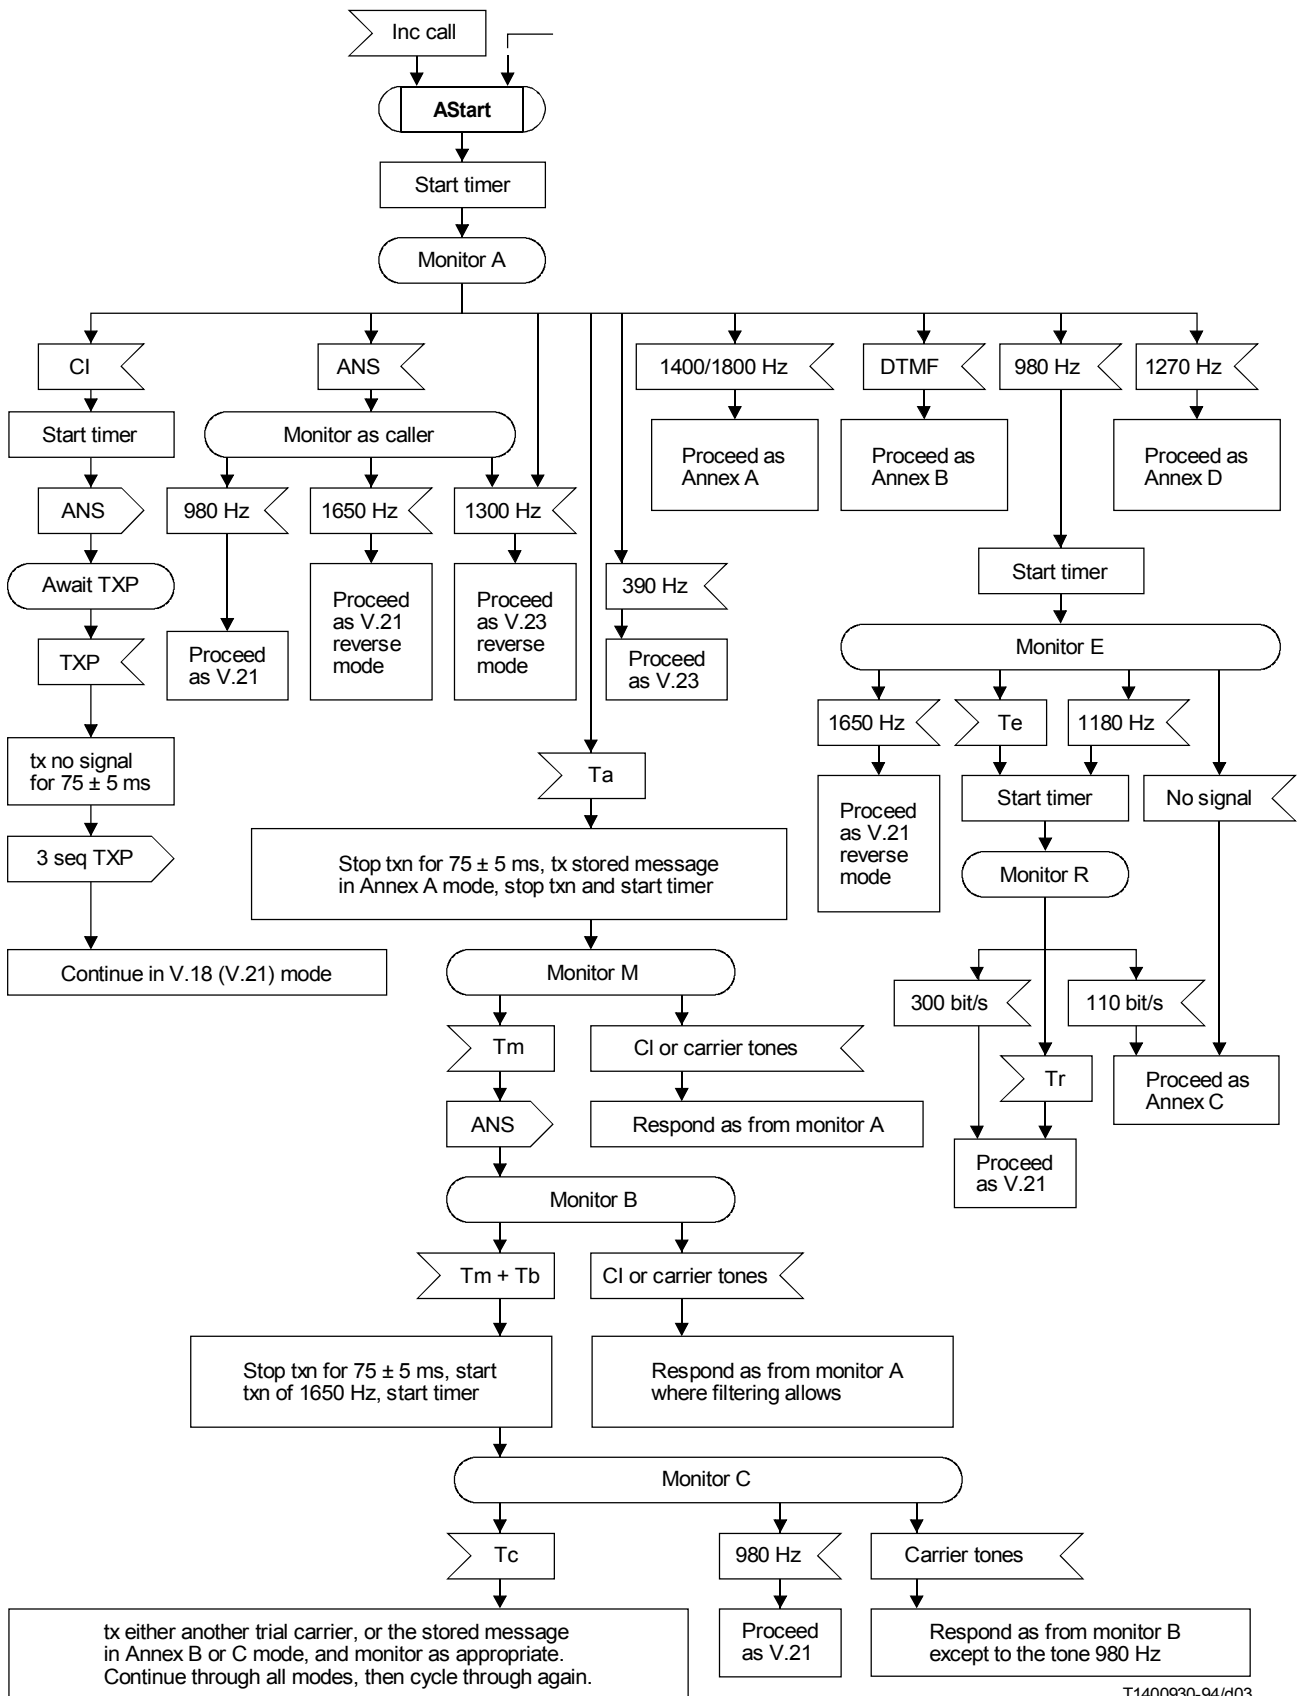 Inc call
AStart
Start timer
Monitor A
CI
ANS
1400/1800 Hz
DTMF
980 Hz
1270 Hz
Start timer
Monitor as caller
Proceed as
Annex A
Proceed as
Annex B
Proceed as
Annex D
ANS
980 Hz
1650 Hz
1300 Hz
Await TXP
Proceed
as V.21
reverse
mode
Proceed
as V.23
reverse
mode
390 Hz
Start timer
TXP
Proceed
as V.21
Proceed
as V.23
Monitor E
1650 Hz
Te
1180 Hz
tx no signal
for 75 ± 5 ms
Ta
Proceed
as V.21
reverse
mode
Start timer
No signal
3 seq TXP
Stop txn for 75 ± 5 ms, tx stored message
in Annex A mode, stop txn and start timer
Monitor R
Continue in V.18 (V.21) mode
Monitor M
300 bit/s
110 bit/s
Tm
CI or carrier tones
Tr
Proceed as
Annex C
ANS
Respond as from monitor A
Proceed
as V.21
Monitor B
Tm + Tb
CI or carrier tones
Stop txn for 75 ± 5 ms, start
txn of 1650 Hz, start timer
Respond as from monitor A
where filtering allows
Monitor C
Tc
980 Hz
Carrier tones
tx either another trial carrier, or the stored message
in Annex B or C mode, and monitor as appropriate.
Continue through all modes, then cycle through again.
Proceed
as V.21
Respond as from monitor B
except to the tone 980 Hz
T1400930-94/d03